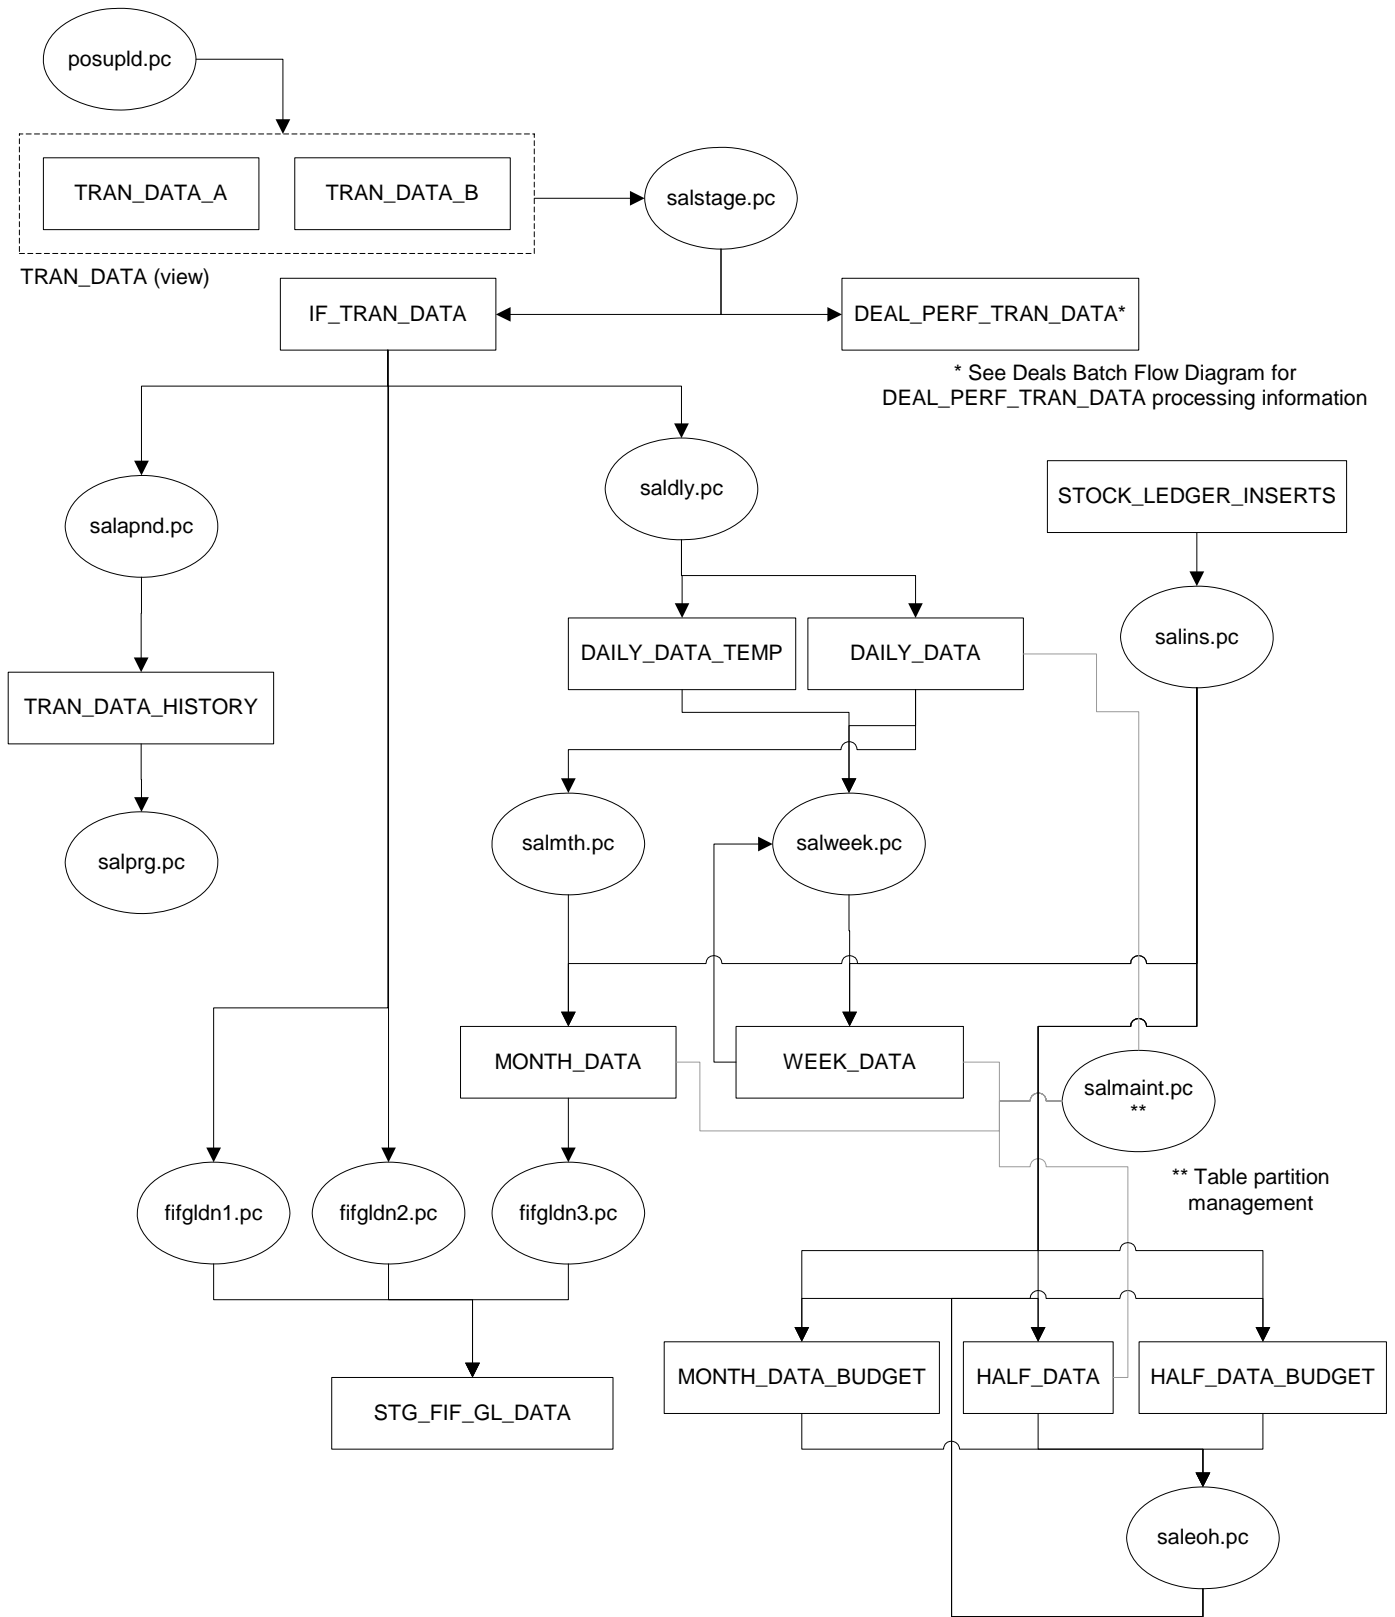 posupld.pc
TRAN_DATA_A
TRAN_DATA_B
salstage.pc
TRAN_DATA (view)
IF_TRAN_DATA
DEAL_PERF_TRAN_DATA*
* See Deals Batch Flow Diagram for
DEAL_PERF_TRAN_DATA processing information
saldly.pc
STOCK_LEDGER_INSERTS
salapnd.pc
salins.pc
DAILY_DATA_TEMP
DAILY_DATA
TRAN_DATA_HISTORY
salmth.pc
salweek.pc
salprg.pc
MONTH_DATA
WEEK_DATA
salmaint.pc
**
** Table partition
management
fifgldn1.pc
fifgldn2.pc
fifgldn3.pc
MONTH_DATA_BUDGET
HALF_DATA
HALF_DATA_BUDGET
STG_FIF_GL_DATA
saleoh.pc